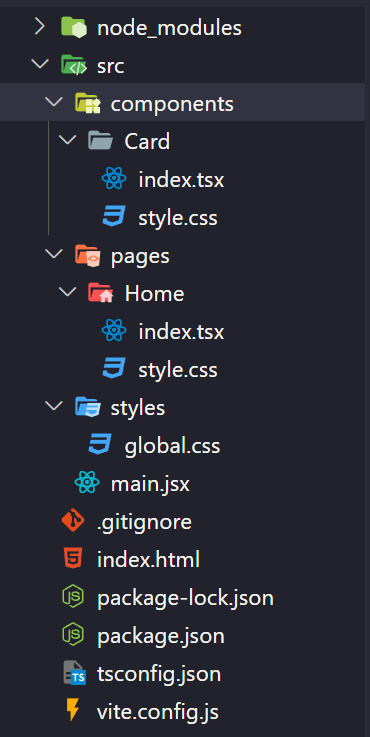 node_modules
src
components
Card
index.tsx
style.css
pages
Home
index.tsx
style.css
styles
global.css
main.jsx
.gitignore
index.html
package-lock.json
package.json
tsconfig.json
vite.config.js